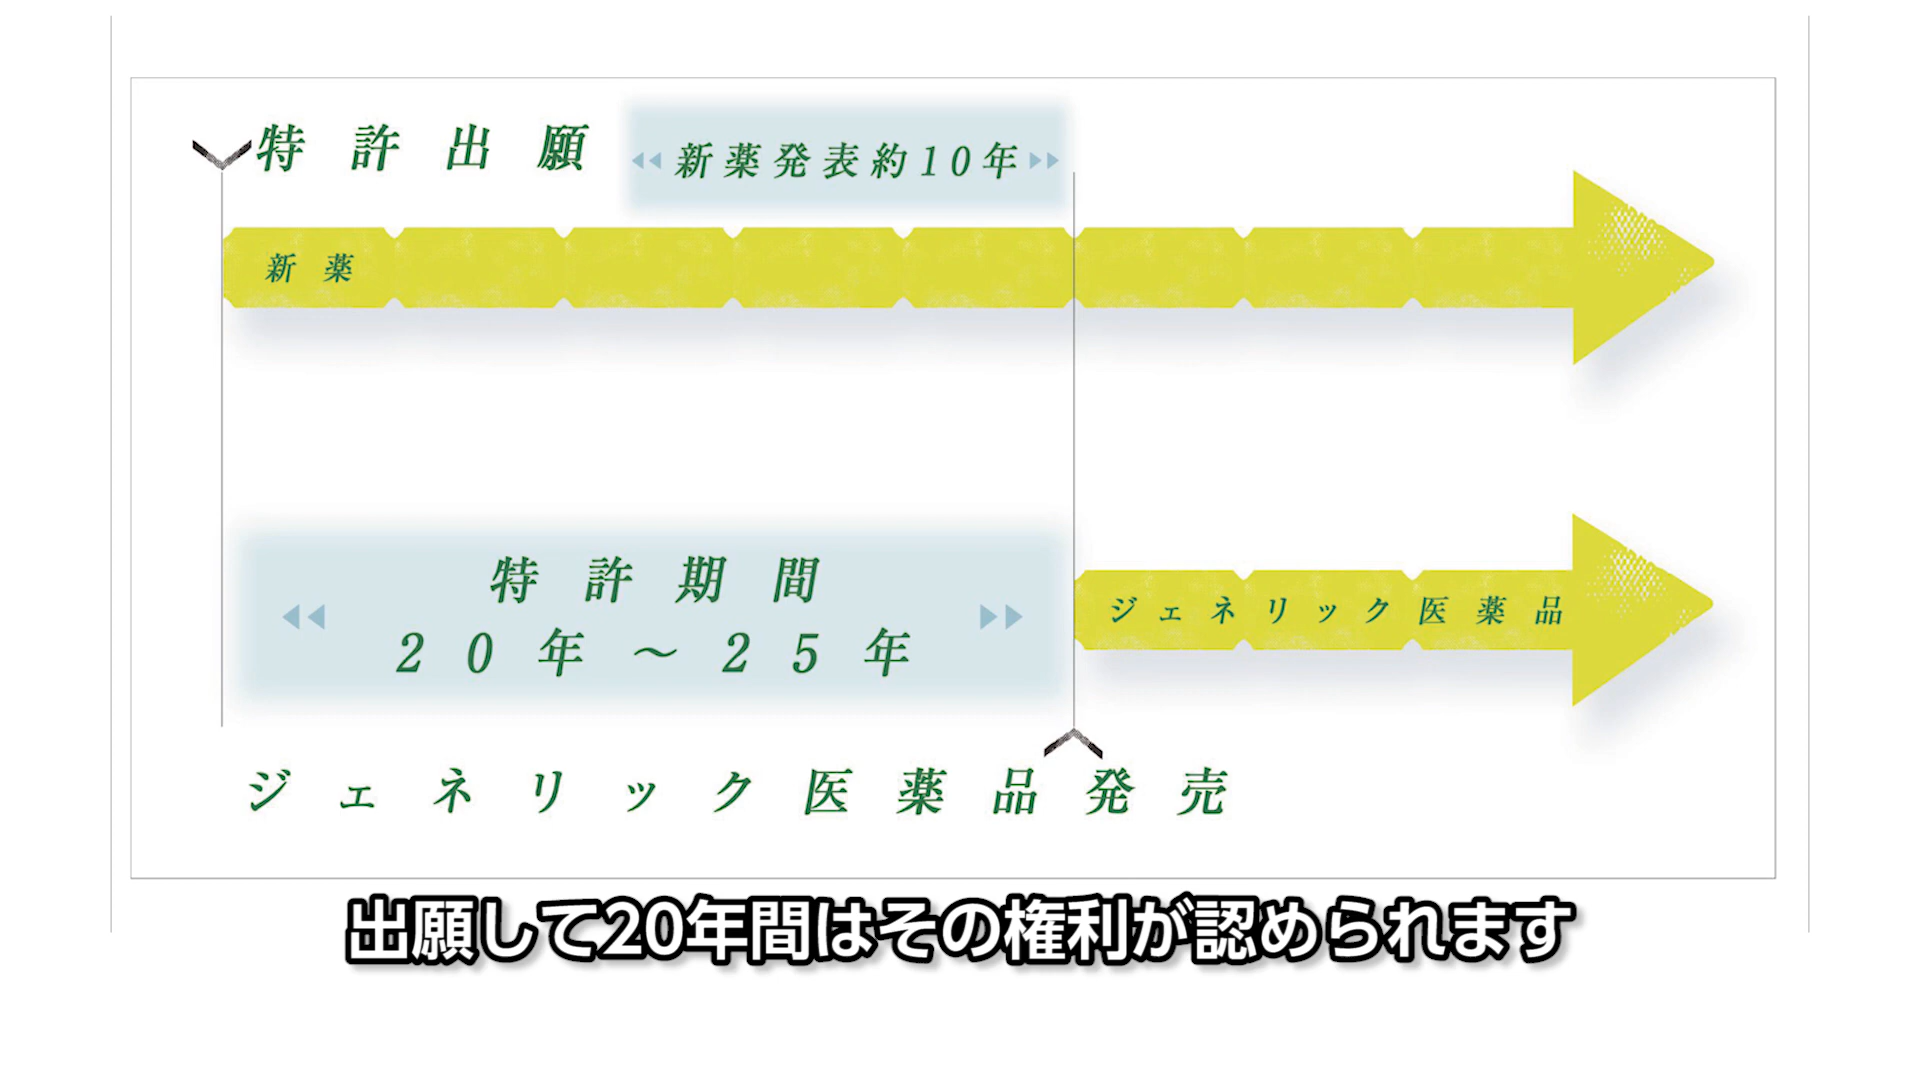 特許出願
新薬発表約10年
新薬
特許期間
20年～25年
ジェネリック医薬品
ジェネリック医薬品発売
出願して20年間はその権利が認められます